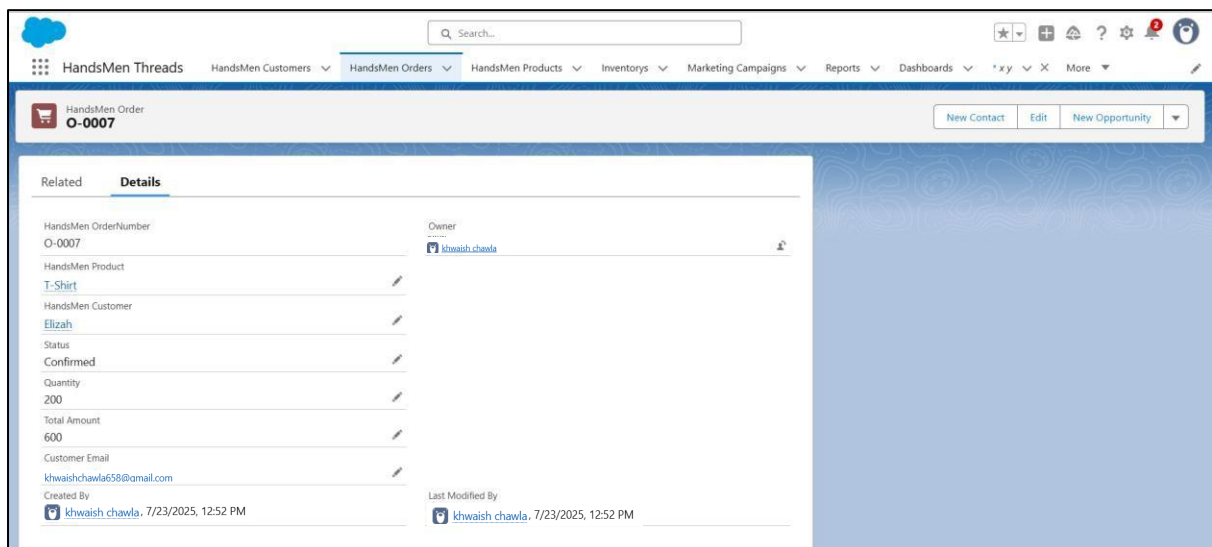 Search...
2
HandsMen Threads HandsMen Customers HandsMen Orders HandsMen Products Inventorys Marketing Campaigns Reports Dashboards * x y More
HandsMen Order
O-0007
New Contact Edit New Opportunity
Related Details
HandsMen OrderNumber
O-0007
Owner
khwaish chawla
HandsMen Product
T-Shirt
HandsMen Customer
Elizah
Status
Confirmed
Quantity
200
Total Amount
600
Customer Email
khwaishchawla658@gmail.com
Created By
khwaish chawla, 7/23/2025, 12:52 PM
Last Modified By
khwaish chawla, 7/23/2025, 12:52 PM